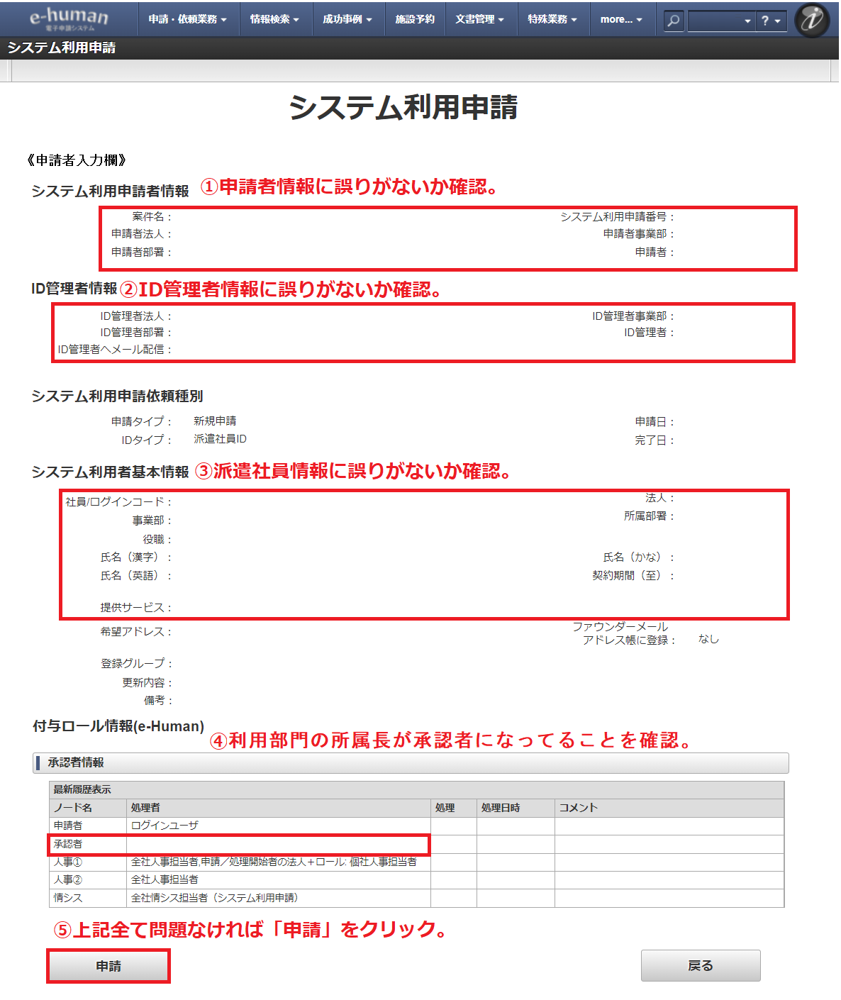 e-human
電子申請システム
申請・依頼業務 情報検索 成功事例 施設予約 文書管理 特殊業務 more... ?
システム利用申請
システム利用申請
《申請者入力欄》
システム利用申請者情報 ①申請者情報に誤りがないか確認。
案件名： システム利用申請番号：
申請者法人： 申請者事業部：
申請者部署： 申請者：
ID管理者情報 ②ID管理者情報に誤りがないか確認。
ID管理者法人： ID管理者事業部：
ID管理者部署： ID管理者：
ID管理者へメール配信：
システム利用申請依頼種別
申請タイプ： 新規申請 申請日：
IDタイプ： 派遣社員ID 完了日：
システム利用者基本情報 ③派遣社員情報に誤りがないか確認。
社員/ログインコード： 法人：
事業部： 所属部署：
役職：
氏名（漢字）： 氏名（かな）：
氏名（英語）： 契約期間（至）：
提供サービス：
希望アドレス： ファウンダーメール
アドレス帳に登録： なし
登録グループ：
更新内容：
備考：
付与ロール情報(e-Human)
④利用部門の所属長が承認者になってることを確認。
承認者情報
最新履歴表示
ノード名 処理者 処理 処理日時 コメント
申請者 ログインユーザ
承認者
人事① 全社人事担当者,申請／処理開始者の法人＋ロール: 個社人事担当者
人事② 全社人事担当者
情シス 全社情シス担当者（システム利用申請）
⑤上記全て問題なければ「申請」をクリック。
申請 戻る